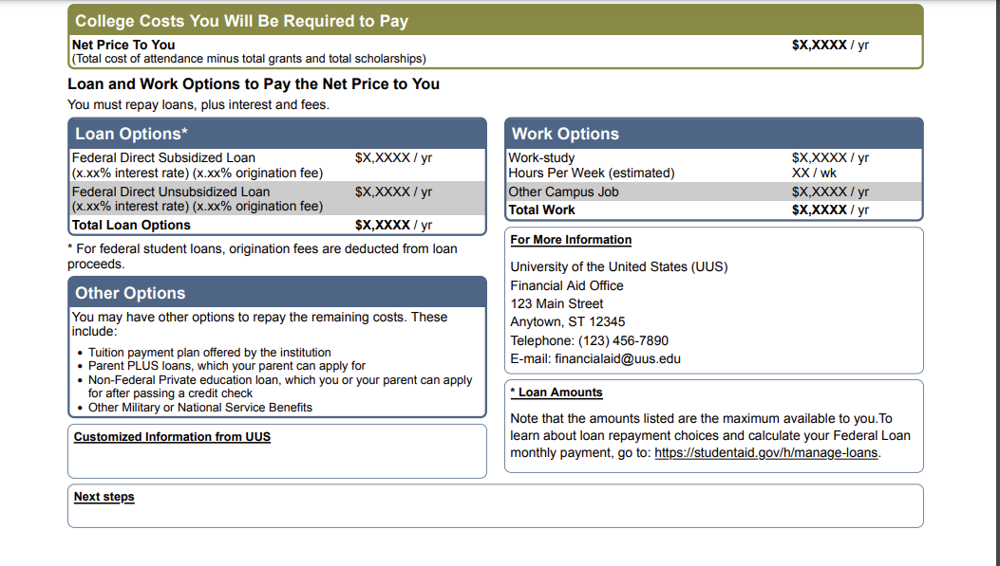 College Costs You Will Be Required to Pay
Net Price To You $X,XXXX / yr
(Total cost of attendance minus total grants and total scholarships)
Loan and Work Options to Pay the Net Price to You
You must repay loans, plus interest and fees.
Loan Options*
Federal Direct Subsidized Loan $X,XXXX / yr
(x.xx% interest rate) (x.xx% origination fee)
Federal Direct Unsubsidized Loan $X,XXXX / yr
(x.xx% interest rate) (x.xx% origination fee)
Total Loan Options $X,XXXX / yr
* For federal student loans, origination fees are deducted from loan
proceeds.
Other Options
You may have other options to repay the remaining costs. These
include:
• Tuition payment plan offered by the institution
• Parent PLUS loans, which your parent can apply for
• Non-Federal Private education loan, which you or your parent can apply
for after passing a credit check
• Other Military or National Service Benefits
Customized Information from UUS
Work Options
Work-study $X,XXXX / yr
Hours Per Week (estimated) XX / wk
Other Campus Job $X,XXXX / yr
Total Work $X,XXXX / yr
For More Information
University of the United States (UUS)
Financial Aid Office
123 Main Street
Anytown, ST 12345
Telephone: (123) 456-7890
E-mail: financialaid@uus.edu
* Loan Amounts
Note that the amounts listed are the maximum available to you.To
learn about loan repayment choices and calculate your Federal Loan
monthly payment, go to: https://studentaid.gov/h/manage-loans.
Next steps